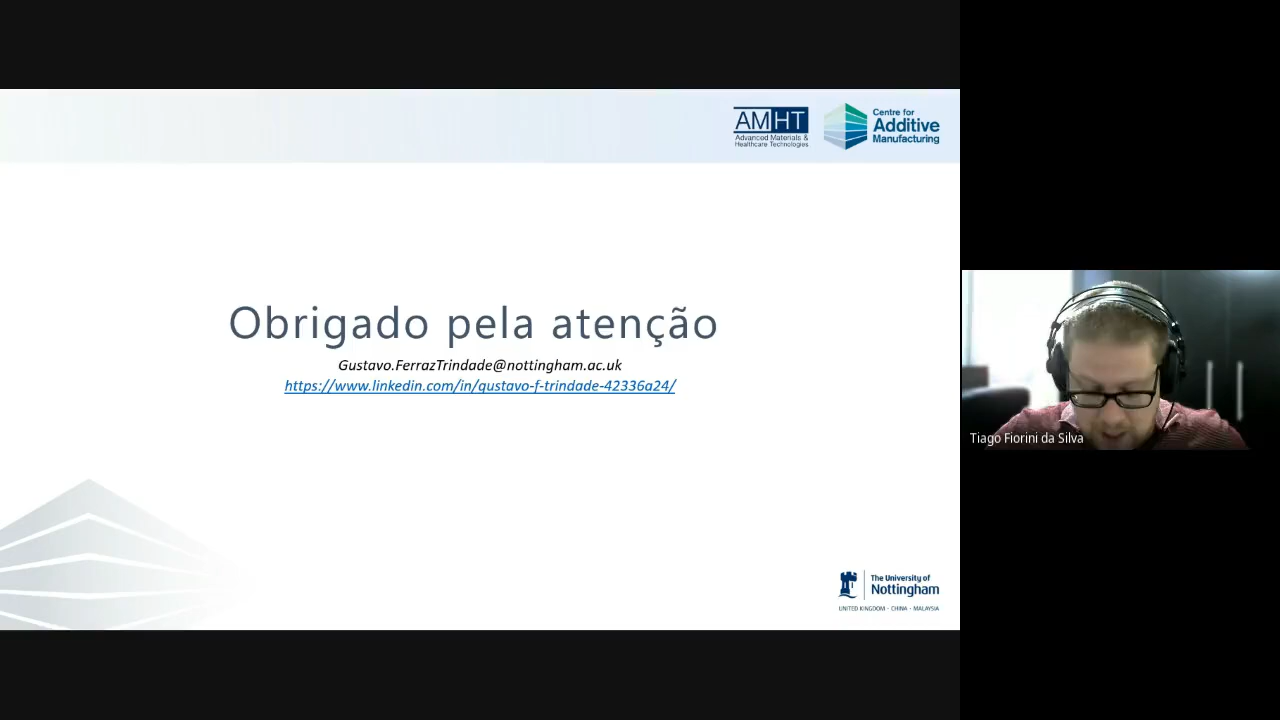 AMHT
Advanced Materials &
Healthcare Technologies
Centre for
Additive
Manufacturing
Obrigado pela atenção
Gustavo.FerrazTrindade@nottingham.ac.uk
https://www.linkedin.com/in/gustavo-f-trindade-42336a24/
Tiago Fiorini da Silva
The University of
Nottingham
UNITED KINGDOM · CHINA · MALAYSIA